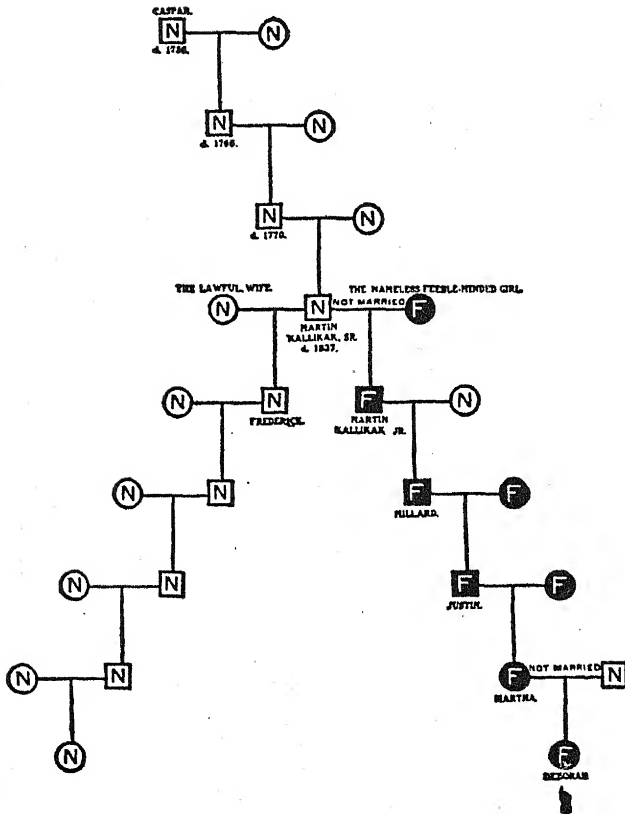 CASPAR.
N N
d. 1735.
N N
d. 1766.
N N
d. 1770.
THE LAWFUL WIFE. THE NAMELESS FEEBLE-MINDED GIRL.
N N NOT MARRIED F
MARTIN
KALLIKAK, SR.
d. 1837.
N N F N
FREDERICK. MARTIN
KALLIKAK JR.
N N F F
MILLARD.
N N F F
JUSTIN.
N N F NOT MARRIED N
MARTHA.
N F
DEBORAH